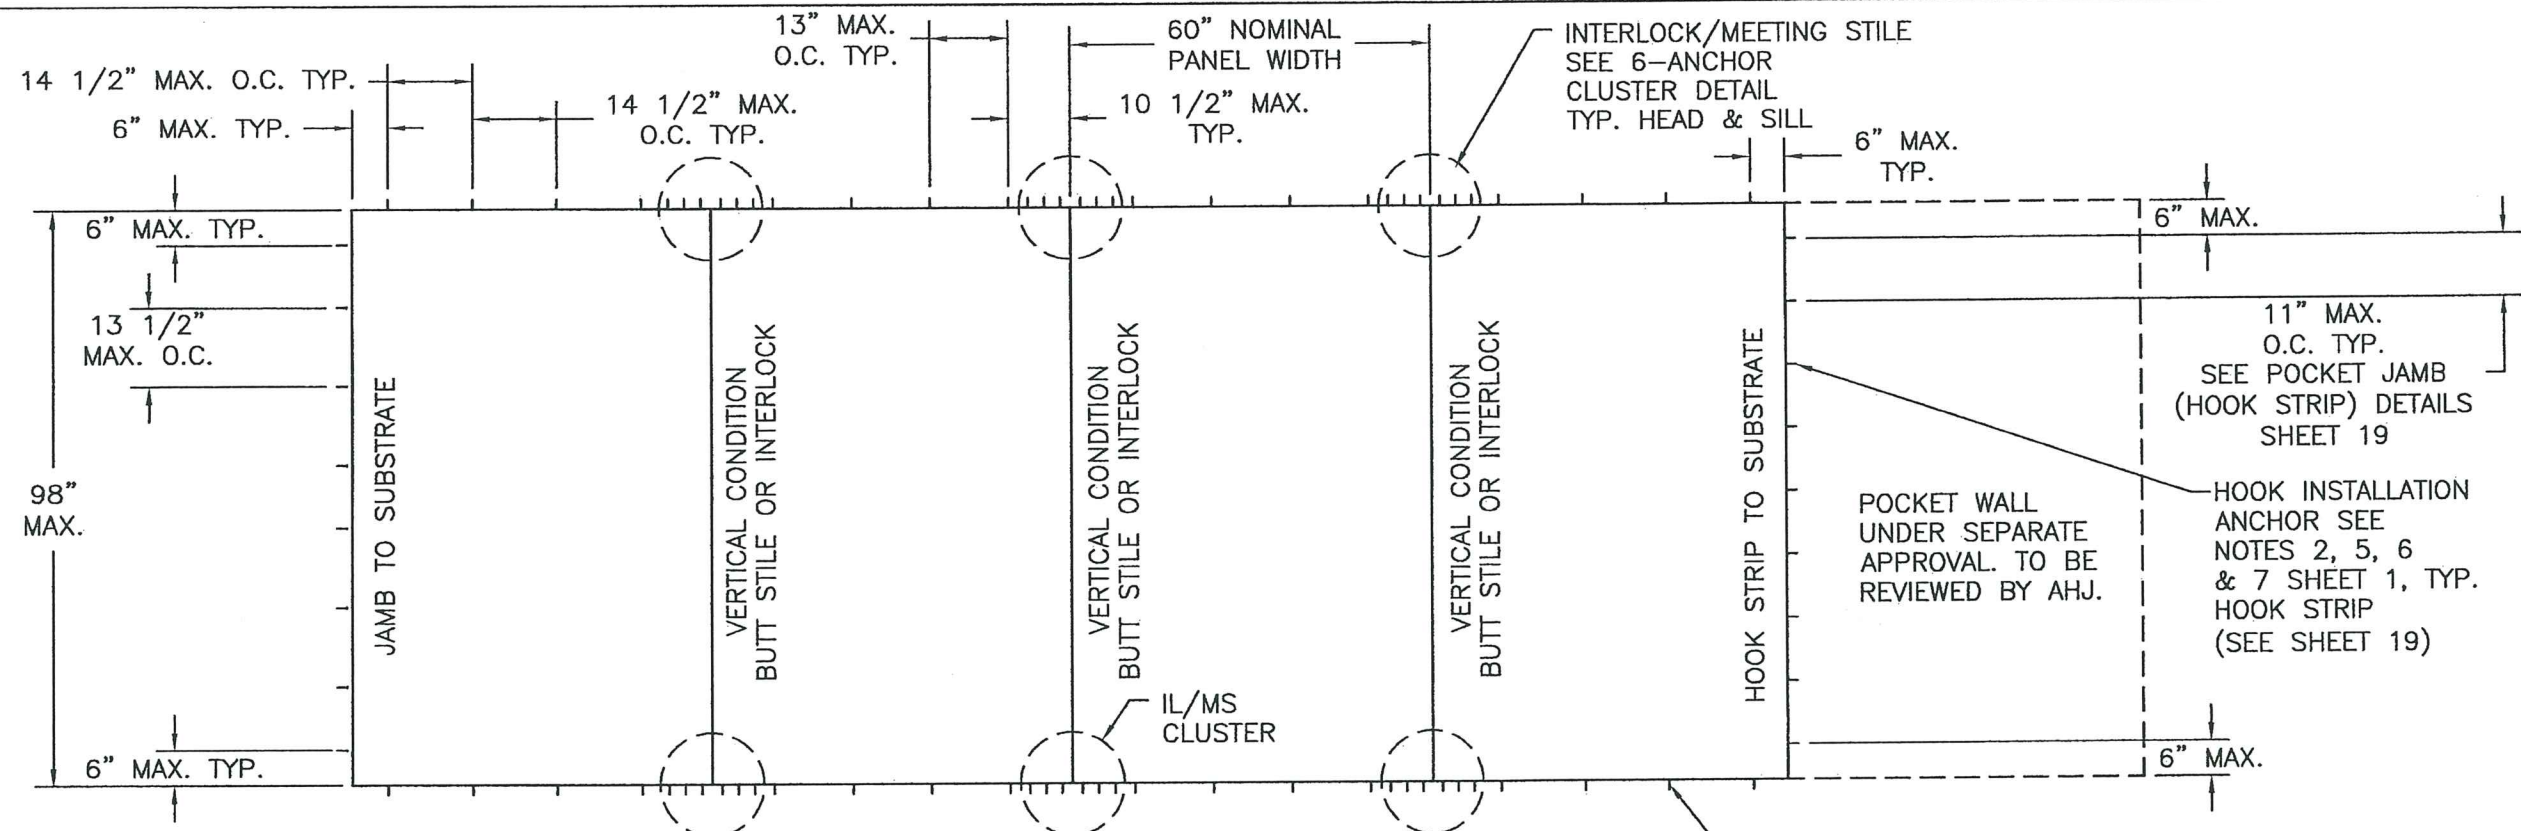 13" MAX.
O.C. TYP.
60" NOMINAL
PANEL WIDTH
INTERLOCK/MEETING STILE
SEE 6-ANCHOR
CLUSTER DETAIL
TYP. HEAD & SILL
14 1/2" MAX. O.C. TYP.
6" MAX. TYP.
14 1/2" MAX.
O.C. TYP.
10 1/2" MAX.
TYP.
6" MAX.
TYP.
6" MAX. TYP.
6" MAX.
13 1/2"
MAX. O.C.
11" MAX.
O.C. TYP.
SEE POCKET JAMB
(HOOK STRIP) DETAILS
SHEET 19
98"
MAX.
JAMB TO SUBSTRATE
VERTICAL CONDITION
BUTT STILE OR INTERLOCK
VERTICAL CONDITION
BUTT STILE OR INTERLOCK
VERTICAL CONDITION
BUTT STILE OR INTERLOCK
HOOK STRIP TO SUBSTRATE
POCKET WALL
UNDER SEPARATE
APPROVAL. TO BE
REVIEWED BY AHJ.
HOOK INSTALLATION
ANCHOR SEE
NOTES 2, 5, 6
& 7 SHEET 1, TYP.
HOOK STRIP
(SEE SHEET 19)
IL/MS
CLUSTER
6" MAX. TYP.
6" MAX.